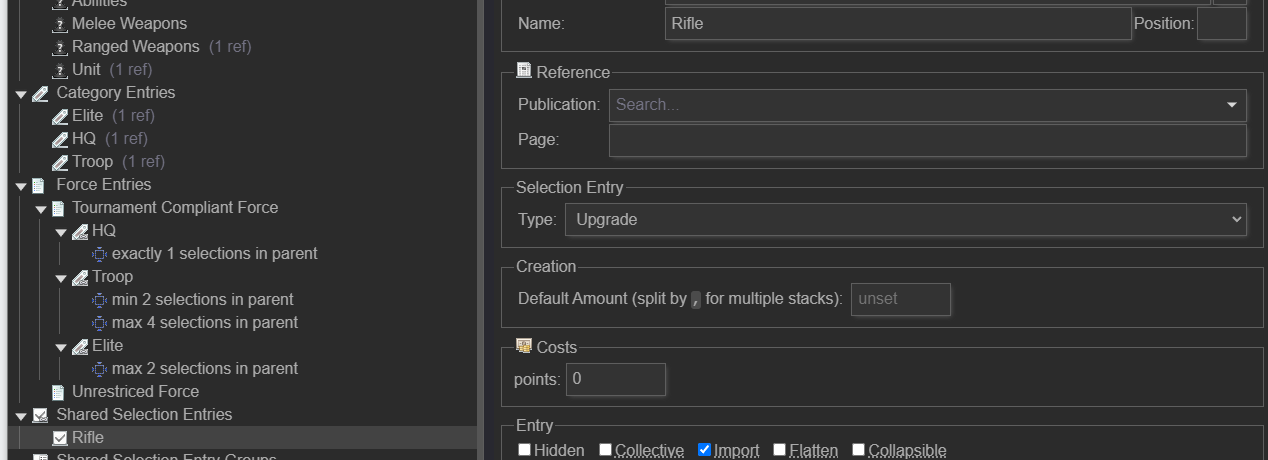 Abilities
Melee Weapons
Ranged Weapons (1 ref)
Unit (1 ref)
Category Entries
Elite (1 ref)
HQ (1 ref)
Troop (1 ref)
Force Entries
Tournament Compliant Force
HQ
exactly 1 selections in parent
Troop
min 2 selections in parent
max 4 selections in parent
Elite
max 2 selections in parent
Unrestriced Force
Shared Selection Entries
Rifle
Shared Selection Entry Groups
Name: Rifle Position:
Reference
Publication: Search...
Page:
Selection Entry
Type: Upgrade
Creation
Default Amount (split by , for multiple stacks): unset
Costs
points: 0
Entry
Hidden Collective Import Flatten Collapsible